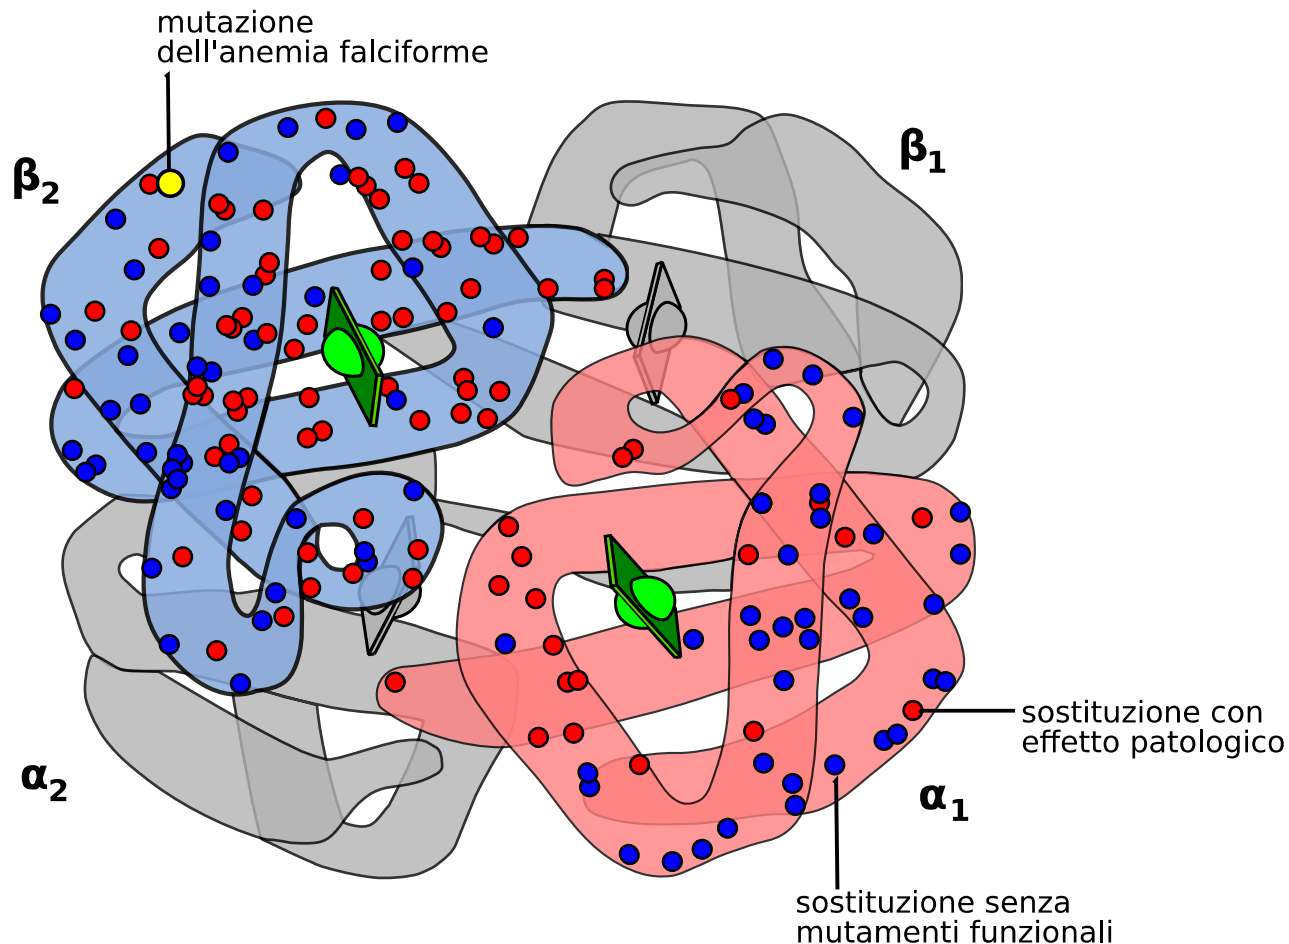 mutazione
dell'anemia falciforme
β2
β1
α2
α1
sostituzione con
effetto patologico
sostituzione senza
mutamenti funzionali